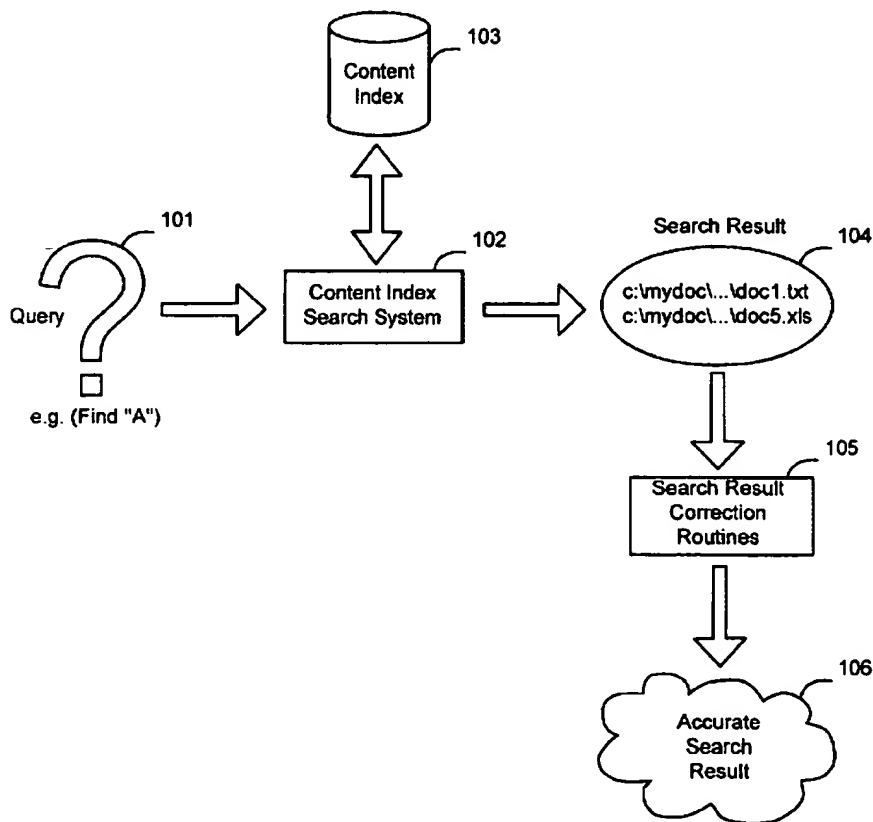 103
Content
Index
101
102
Search Result
104
Query
Content Index
Search System
c:\mydoc\...\doc1.txt
c:\mydoc\...\doc5.xls
e.g. (Find "A")
105
Search Result
Correction
Routines
106
Accurate
Search
Result